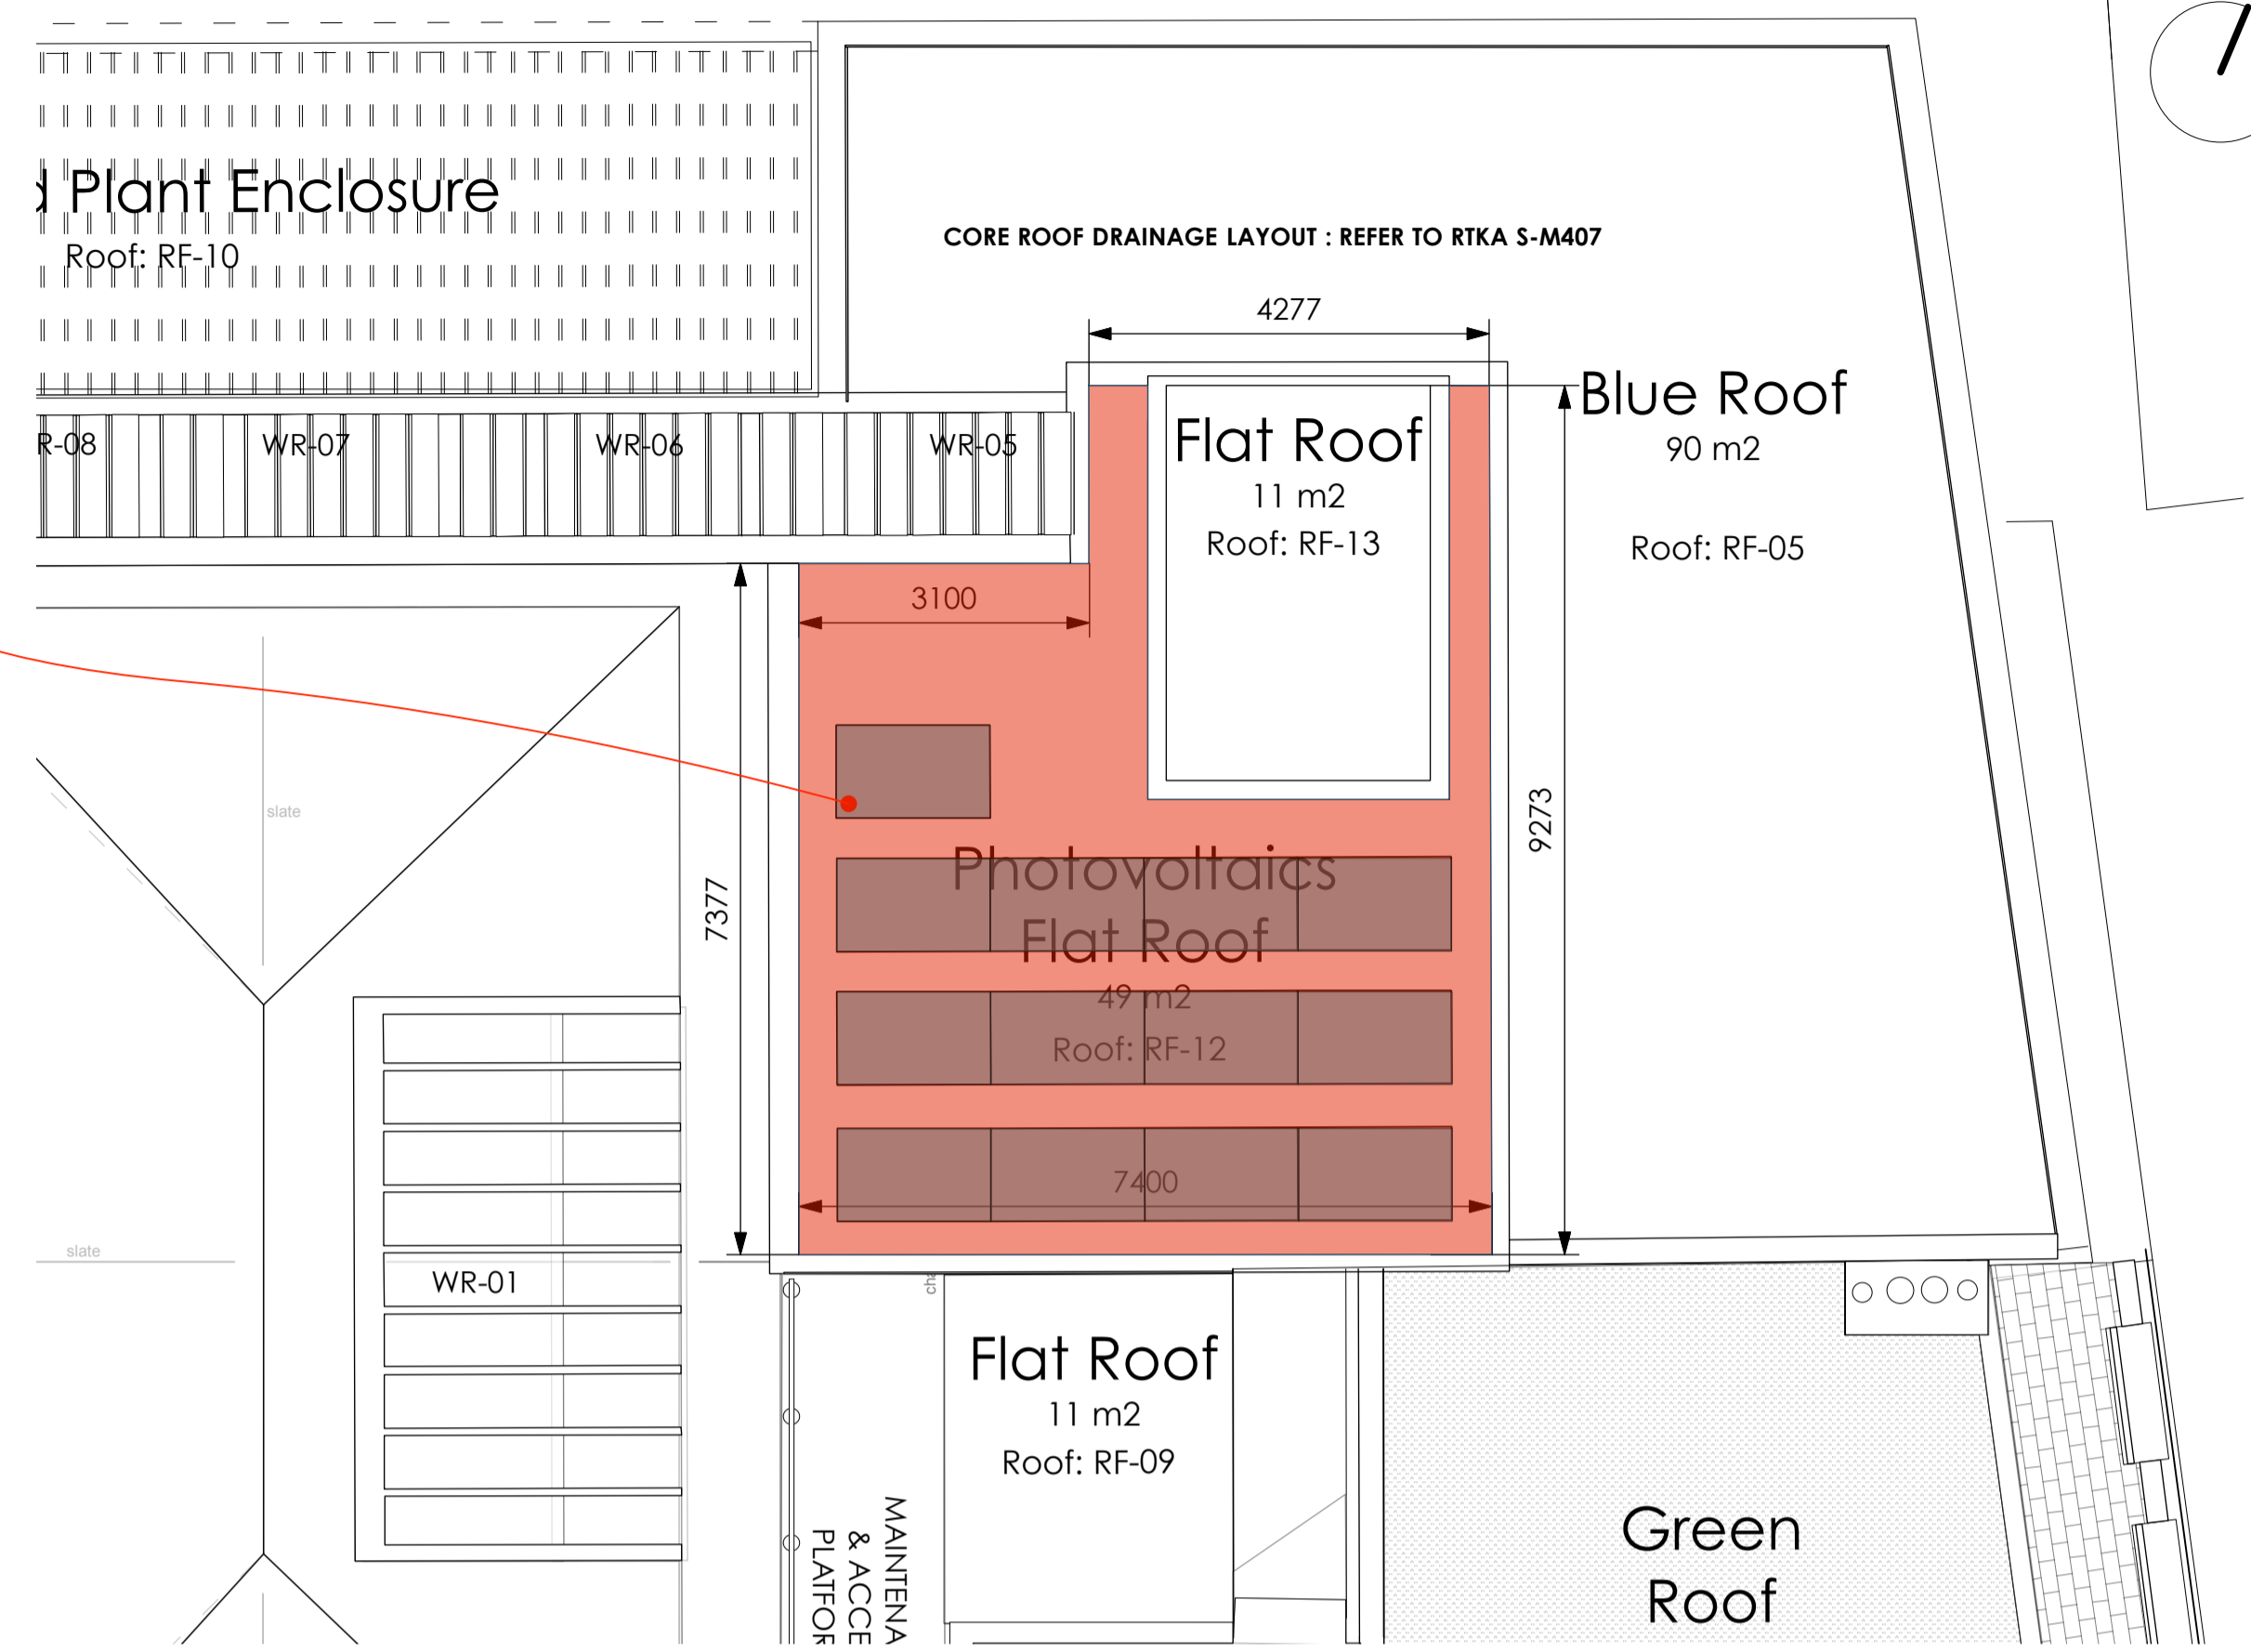 Plant Enclosure
Roof: RF-10
CORE ROOF DRAINAGE LAYOUT : REFER TO RTKA S-M407
4277
Blue Roof
90 m2
Roof: RF-05
R-08
WR-07
WR-06
WR-05
Flat Roof
11 m2
Roof: RF-13
3100
slate
9273
7377
Photovoltaics
Flat Roof
49 m2
Roof: RF-12
7400
slate
WR-01
cha
Flat Roof
11 m2
Roof: RF-09
MAINTENA
& ACCE
PLATFOR
Green
Roof